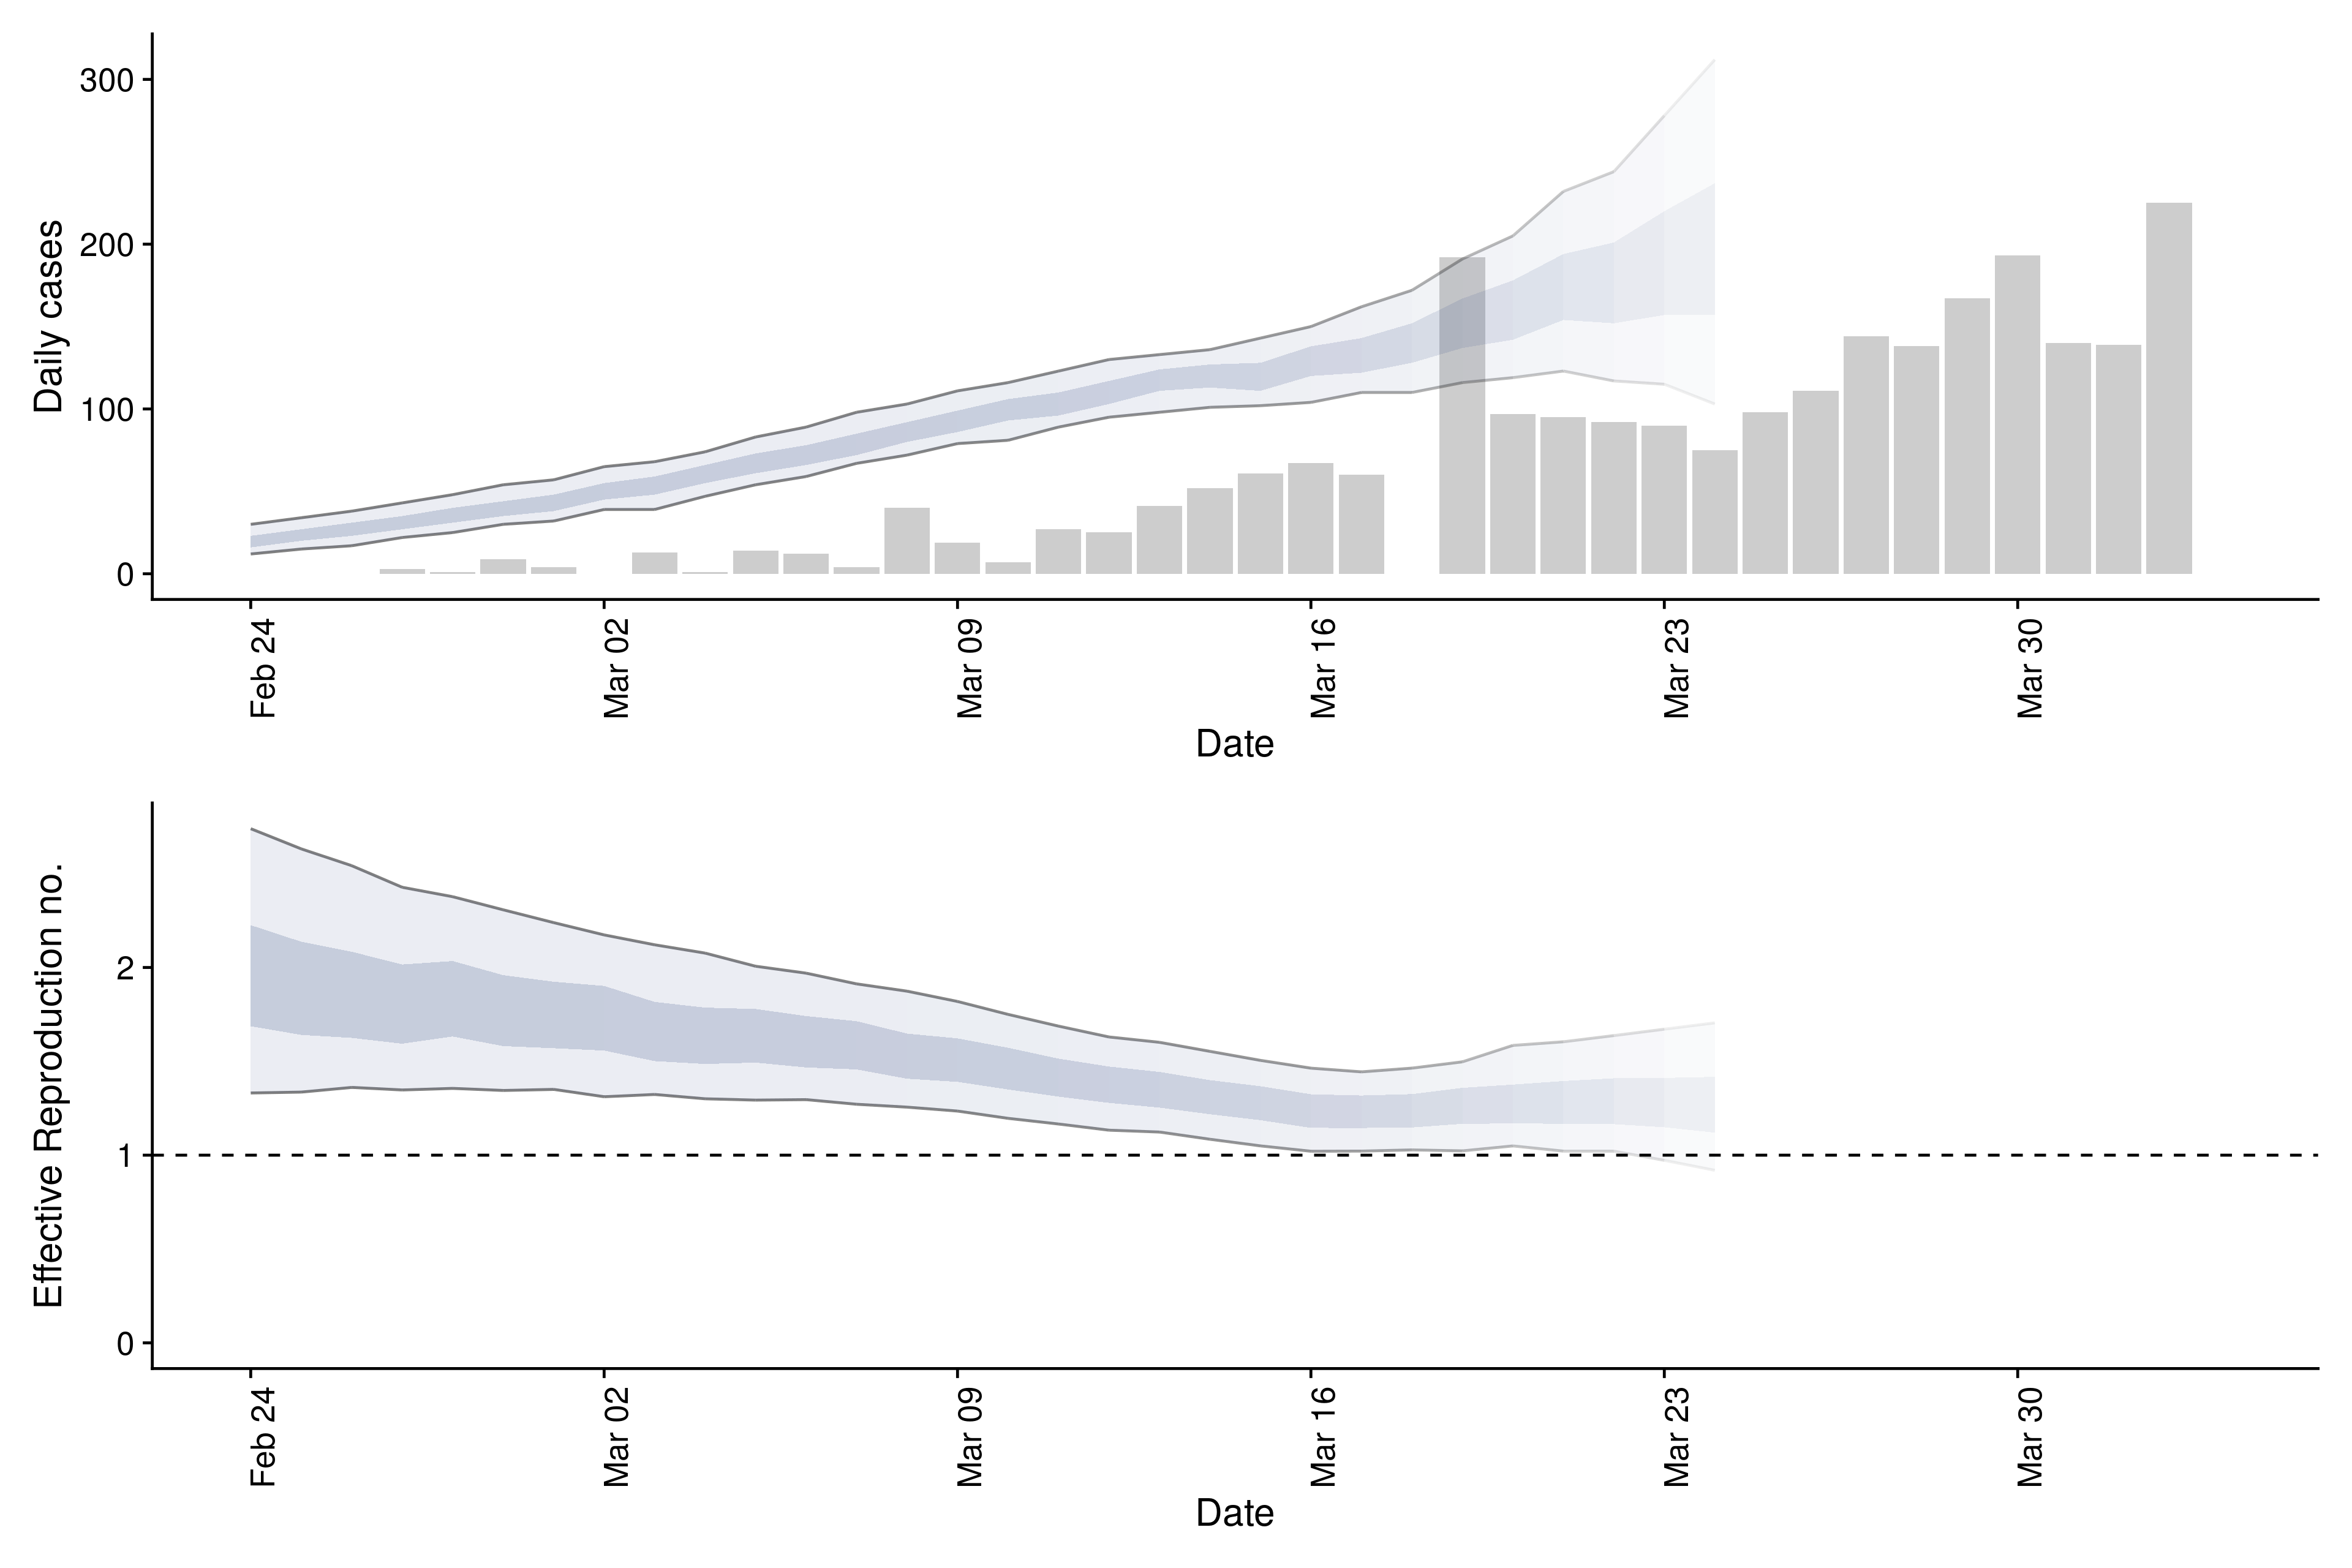 Daily cases
300
200
100
0
Feb 24
Mar 02
Mar 09
Mar 16
Mar 23
Mar 30
Date
Effective Reproduction no.
2
1
0
Feb 24
Mar 02
Mar 09
Mar 16
Mar 23
Mar 30
Date